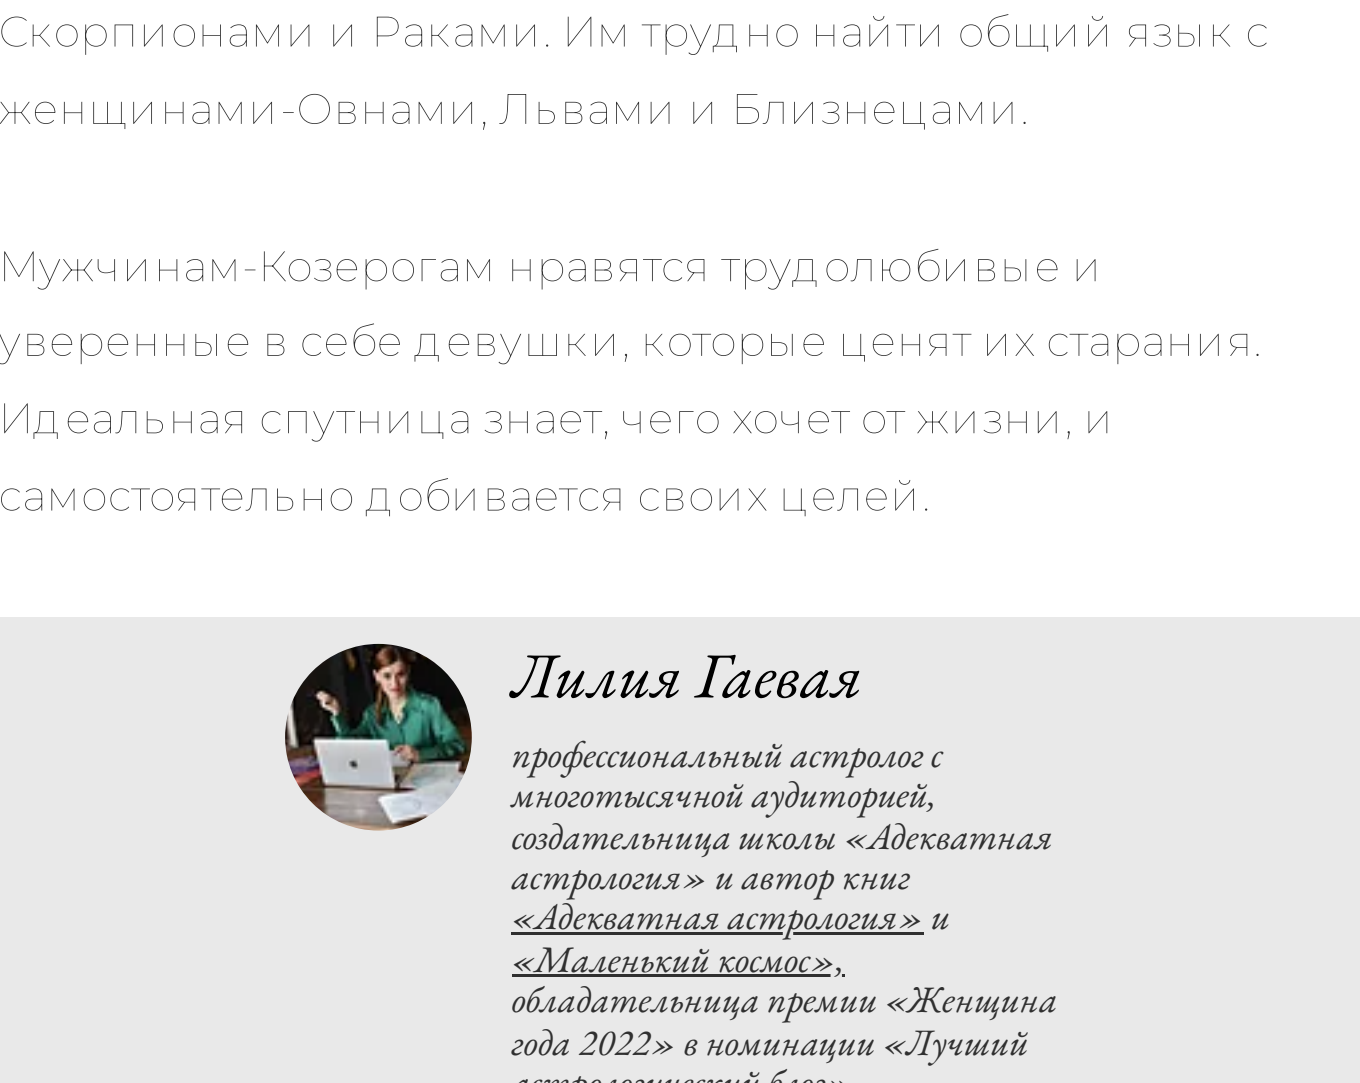 Скорпионами и Раками. Им трудно найти общий язык с
женщинами-Овнами, Львами и Близнецами.
Мужчинам-Козерогам нравятся трудолюбивые и
уверенные в себе девушки, которые ценят их старания.
Идеальная спутница знает, чего хочет от жизни, и
самостоятельно добивается своих целей.
Лилия Гаевая
профессиональный астролог с
многотысячной аудиторией,
создательница школы «Адекватная
астрология» и автор книг
«Адекватная астрология» и
«Маленький космос»,
обладательница премии «Женщина
года 2022» в номинации «Лучший
астрологический блог»